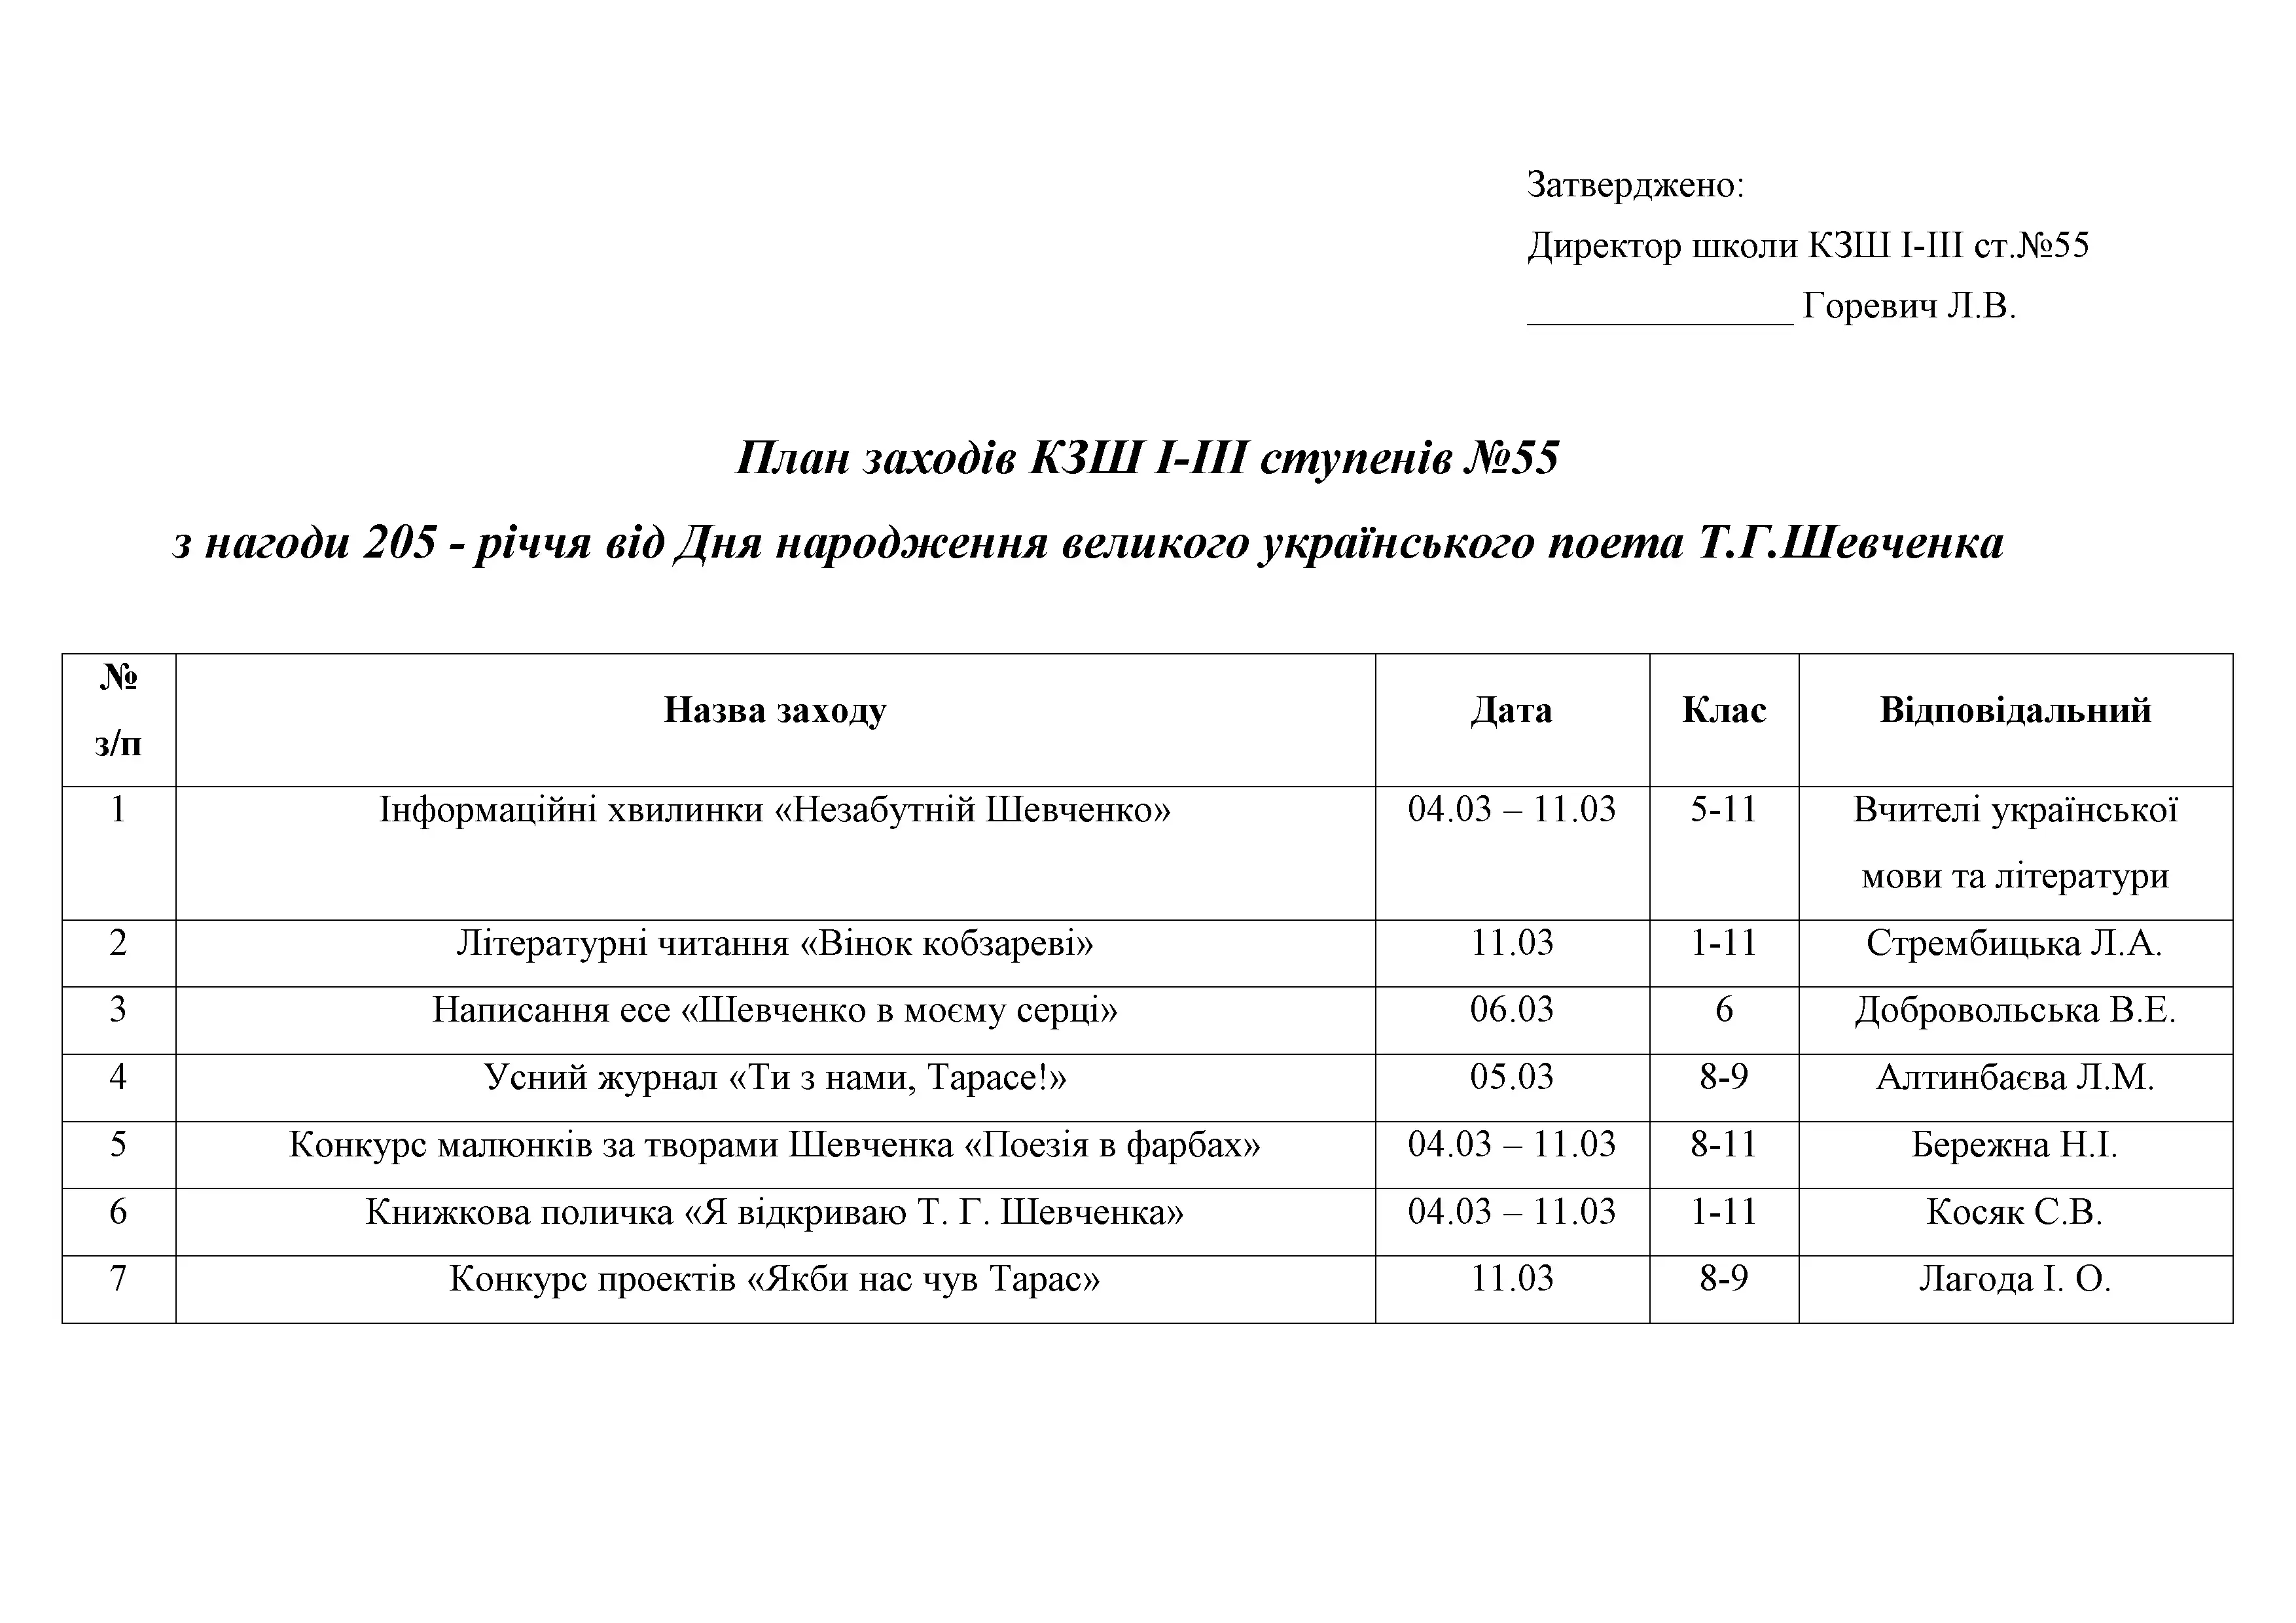 Затверджено:
Директор школи КЗШ І-ІІІ ст.№55
______________ Горевич Л.В.
План заходів КЗШ І-ІІІ ступенів №55
з нагоди 205 - річчя від Дня народження великого українського поета Т.Г.Шевченка
№ з/п Назва заходу Дата Клас Відповідальний
1 Інформаційні хвилинки «Незабутній Шевченко» 04.03 – 11.03 5-11 Вчителі української
мови та літератури
2 Літературні читання «Вінок кобзареві» 11.03 1-11 Стрембицька Л.А.
3 Написання есе «Шевченко в моєму серці» 06.03 6 Добровольська В.Е.
4 Усний журнал «Ти з нами, Тарасе!» 05.03 8-9 Алтинбаєва Л.М.
5 Конкурс малюнків за творами Шевченка «Поезія в фарбах» 04.03 – 11.03 8-11 Бережна Н.І.
6 Книжкова поличка «Я відкриваю Т. Г. Шевченка» 04.03 – 11.03 1-11 Косяк С.В.
7 Конкурс проектів «Якби нас чув Тарас» 11.03 8-9 Лагода І. О.